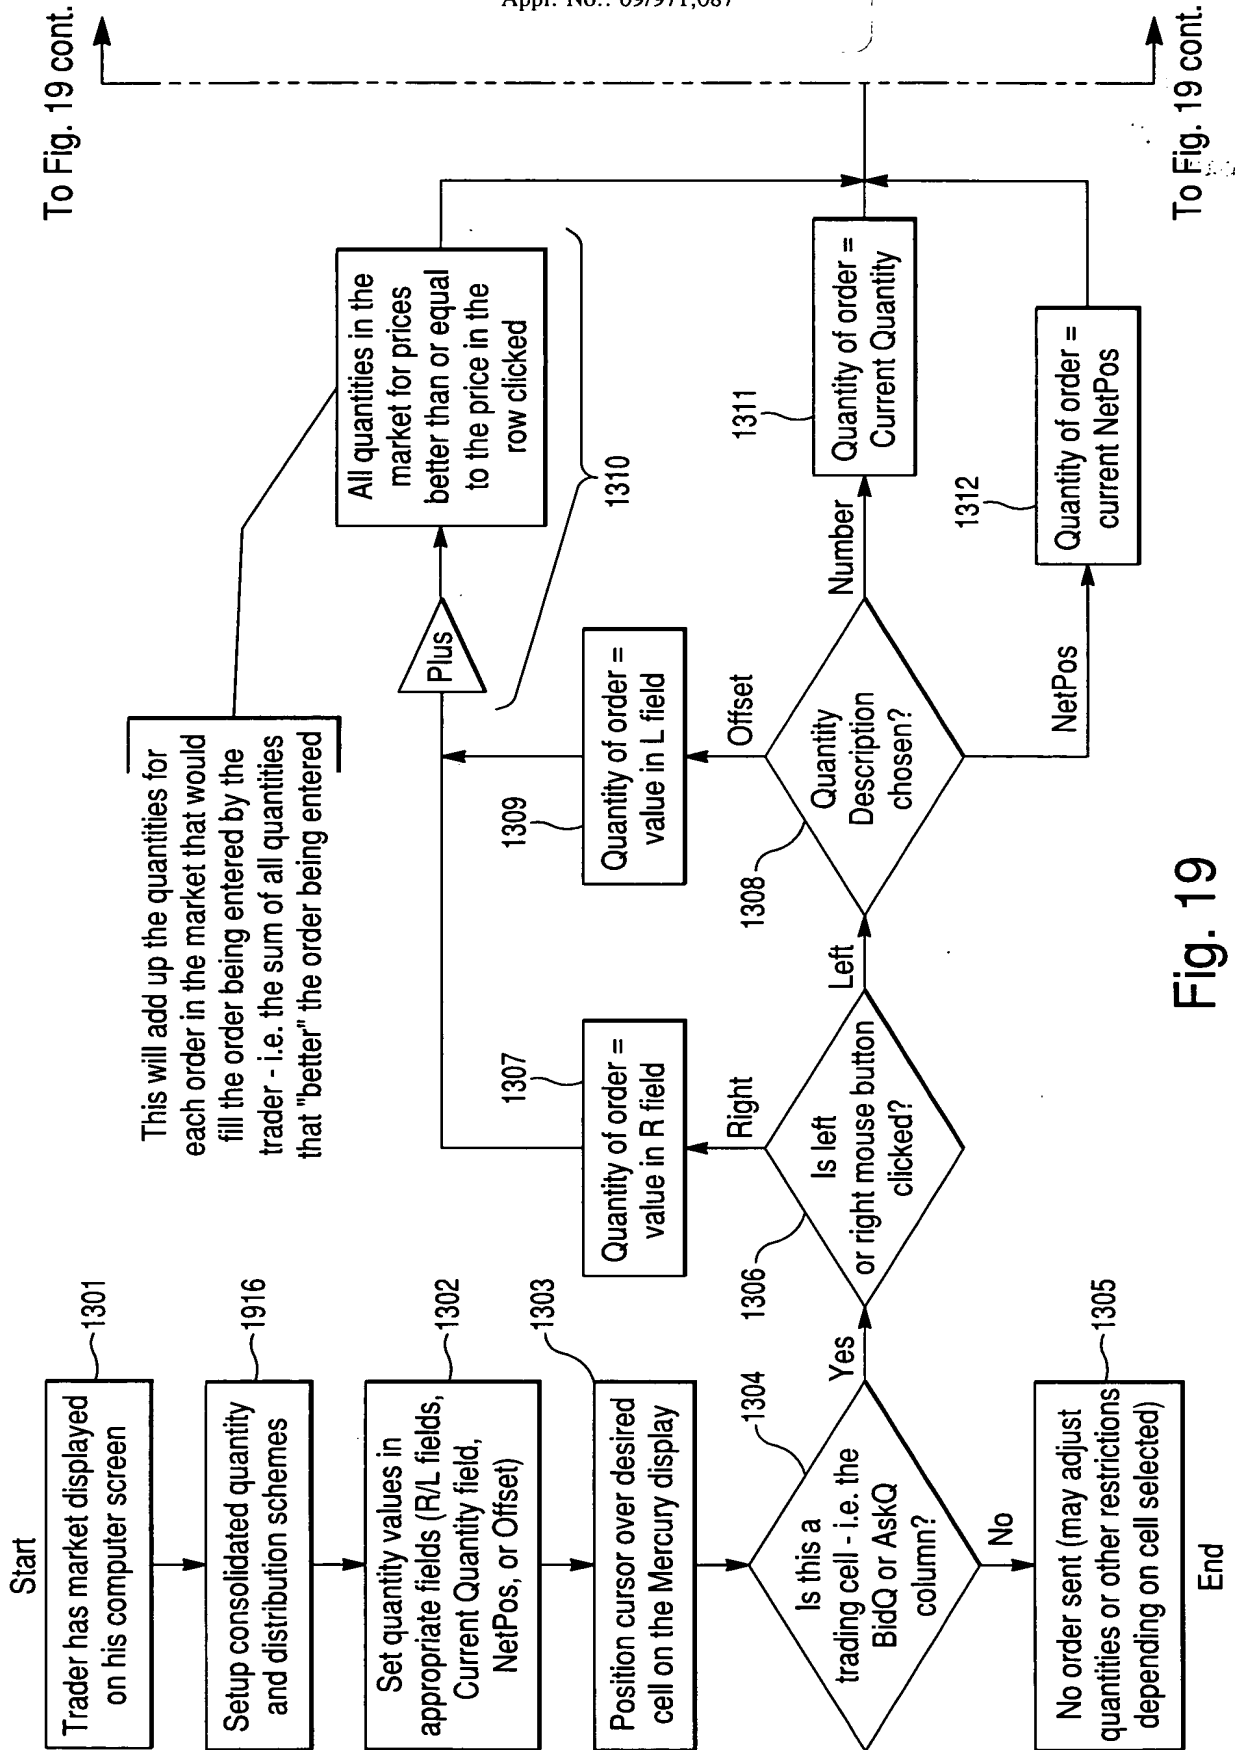 Appl. No.: 09/971,087
Start
Trader has market displayed
on his computer screen
1301
Setup consolidated quantity
and distribution schemes
1916
Set quantity values in
appropriate fields (R/L fields,
Current Quantity field,
NetPos, or Offset)
1302
Position cursor over desired
cell on the Mercury display
1303
Is this a
trading cell - i.e. the
BidQ or AskQ
column?
1304
Yes
No
No order sent (may adjust
quantities or other restrictions
depending on cell selected)
1305
End
Is left
or right mouse button
clicked?
1306
Right
Left
Quantity of order =
value in R field
1307
Quantity
Description
chosen?
1308
Offset
Number
NetPos
Quantity of order =
value in L field
1309
Plus
All quantities in the
market for prices
better than or equal
to the price in the
row clicked
1310
This will add up the quantities for
each order in the market that would
fill the order being entered by the
trader - i.e. the sum of all quantities
that "better" the order being entered
Quantity of order =
Current Quantity
1311
Quantity of order =
current NetPos
1312
To Fig. 19 cont.
To Fig. 19 cont.
Fig. 19